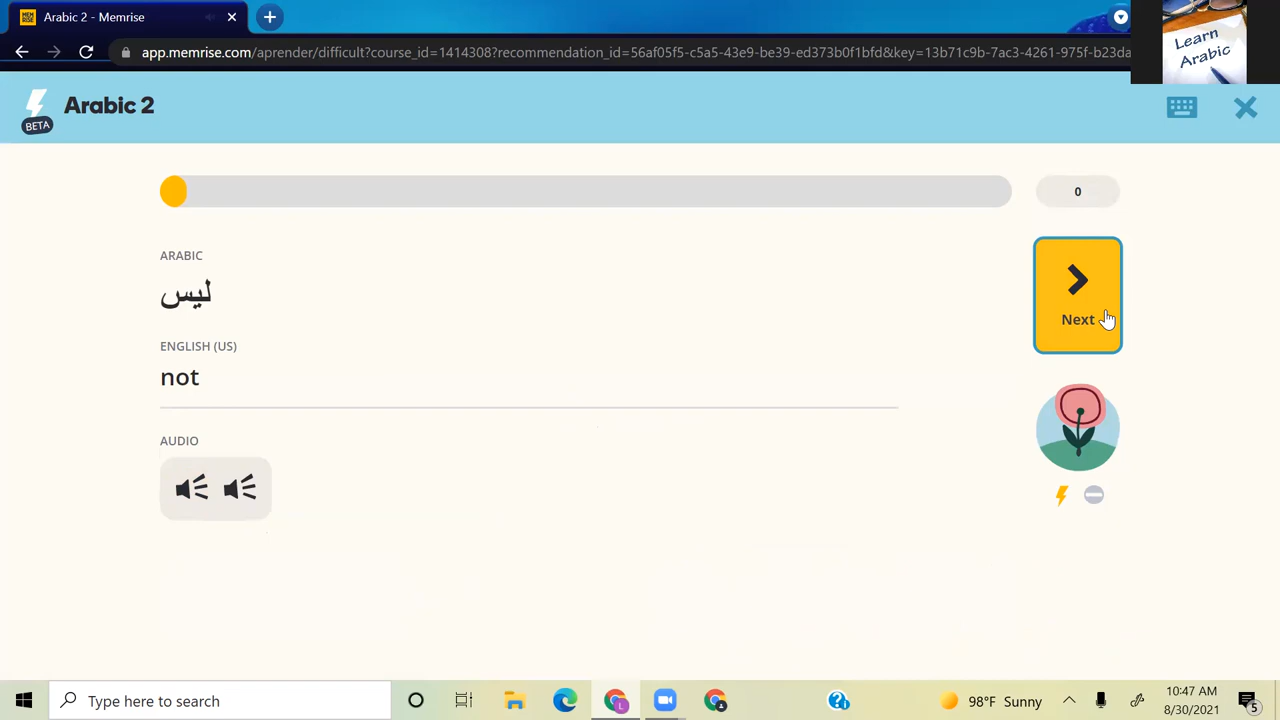 Arabic 2 - Memrise
app.memrise.com/aprender/difficult?course_id=1414308?recommendation_id=56af05f5-c5a5-43e9-be39-ed373b0f1bfd&key=13b71c9b-7ac3-4261-975f-b23da
Learn
Arabic
BETA
Arabic 2
0
ARABIC
ليس
ENGLISH (US)
not
AUDIO
Next
Type here to search
L
98°F Sunny
10:47 AM
8/30/2021
5